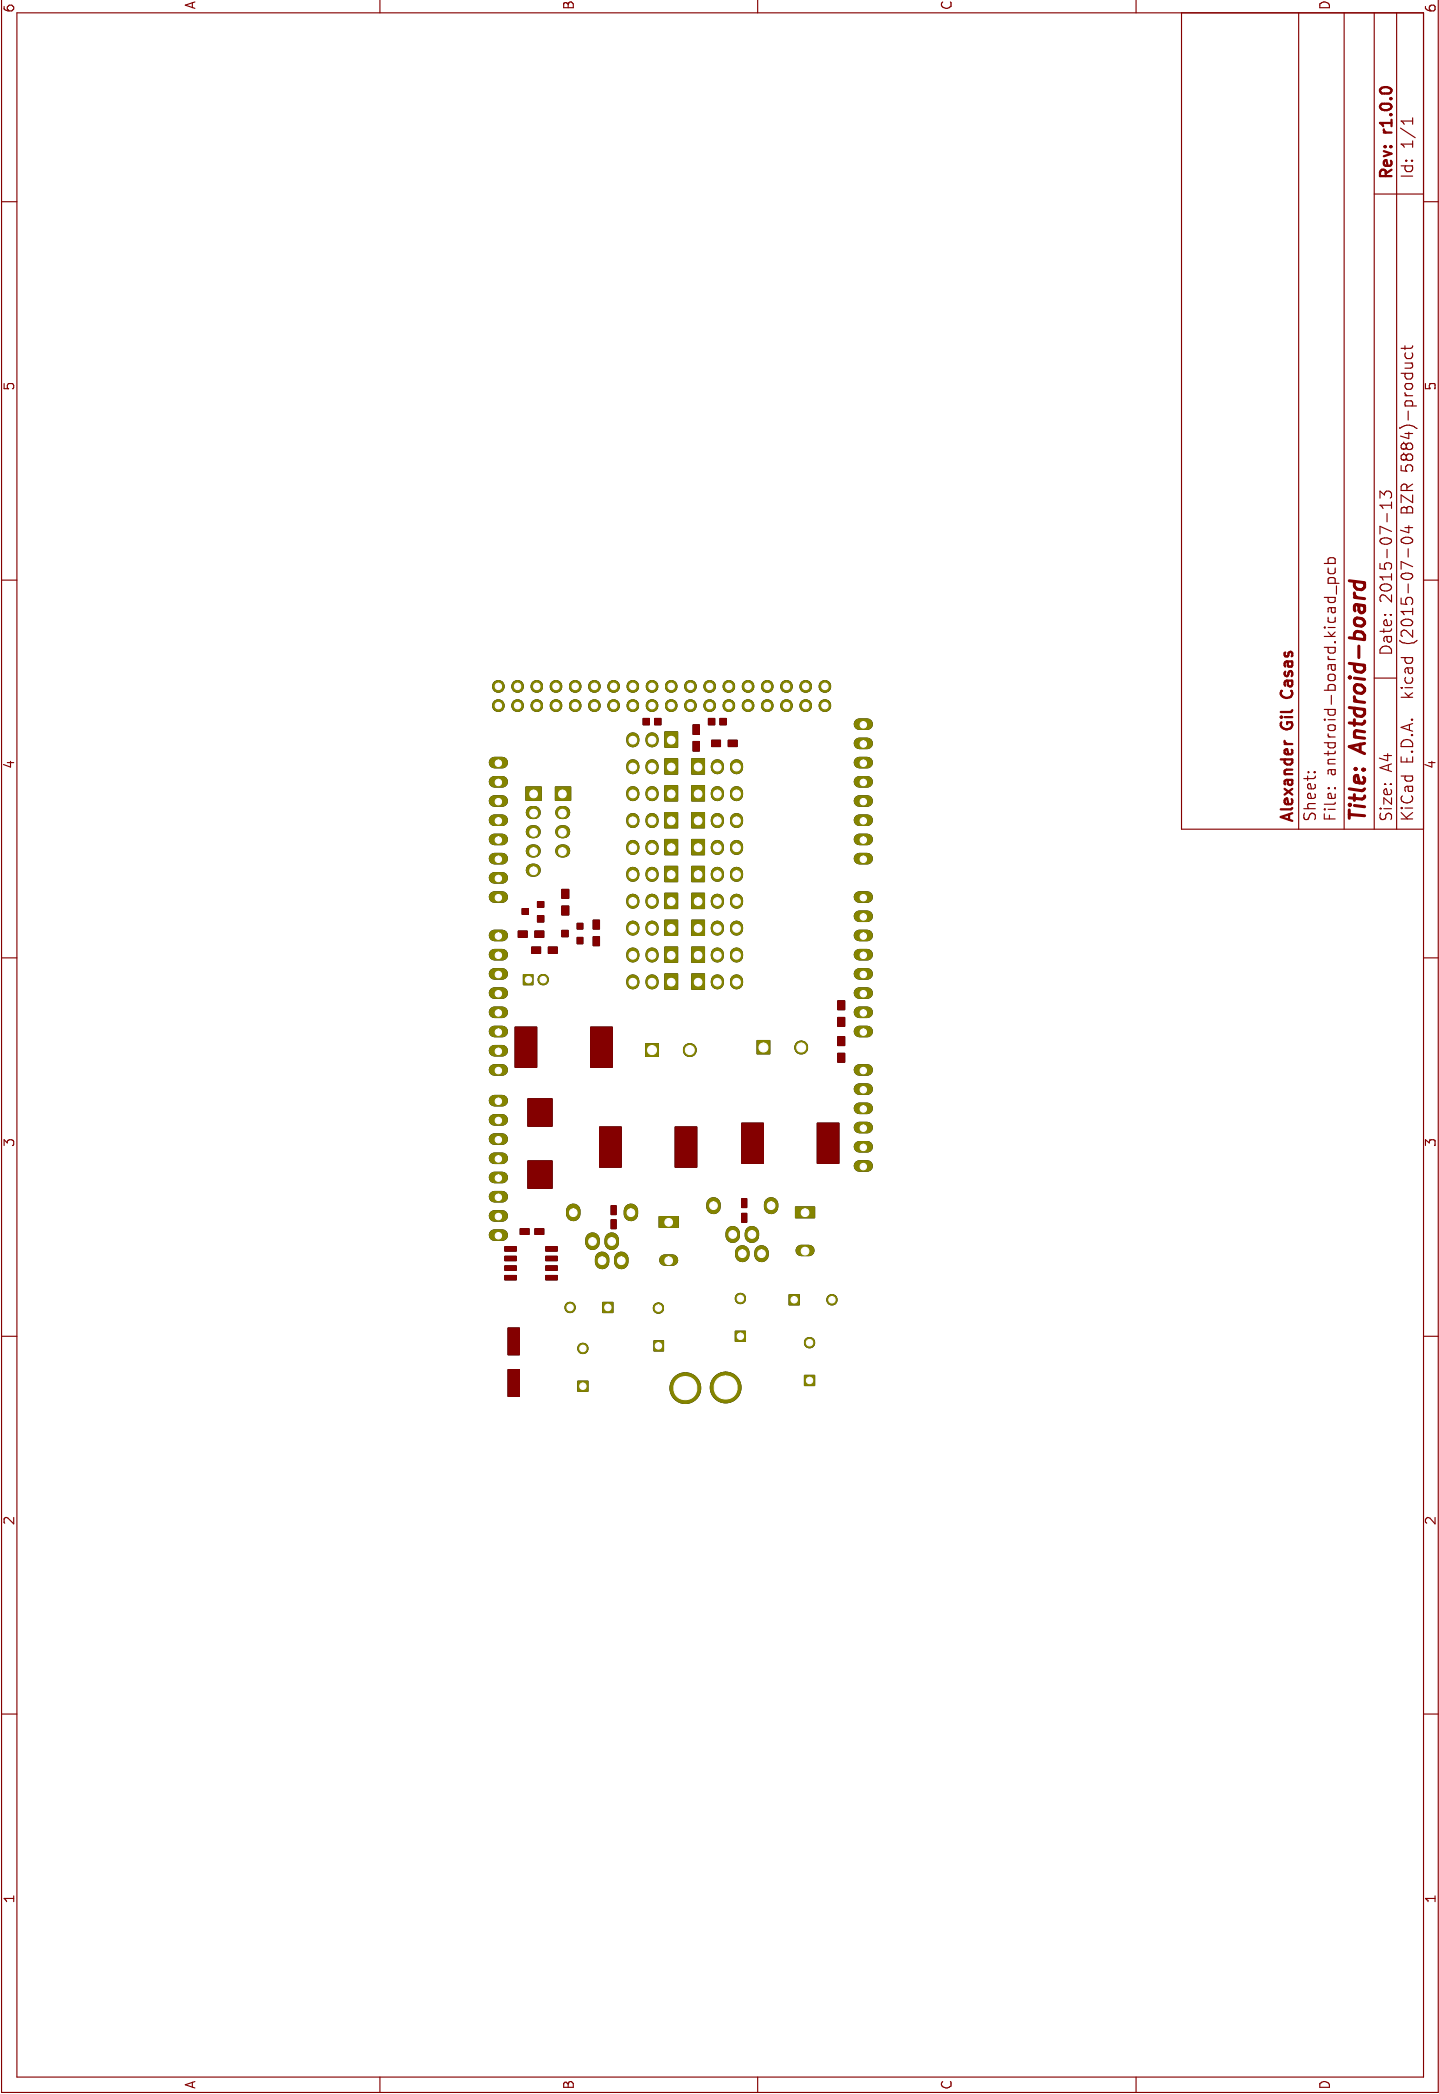 Alexander Gil Casas
Sheet:
File: antdroid-board.kicad_pcb
Title: Antdroid-board
Size: A4
Date: 2015-07-13
Rev: r1.0.0
KiCad E.D.A.  kicad (2015-07-04 BZR 5884)-product
Id: 1/1
1
2
3
4
5
6
1
2
3
4
5
6
A
B
C
D
A
B
C
D